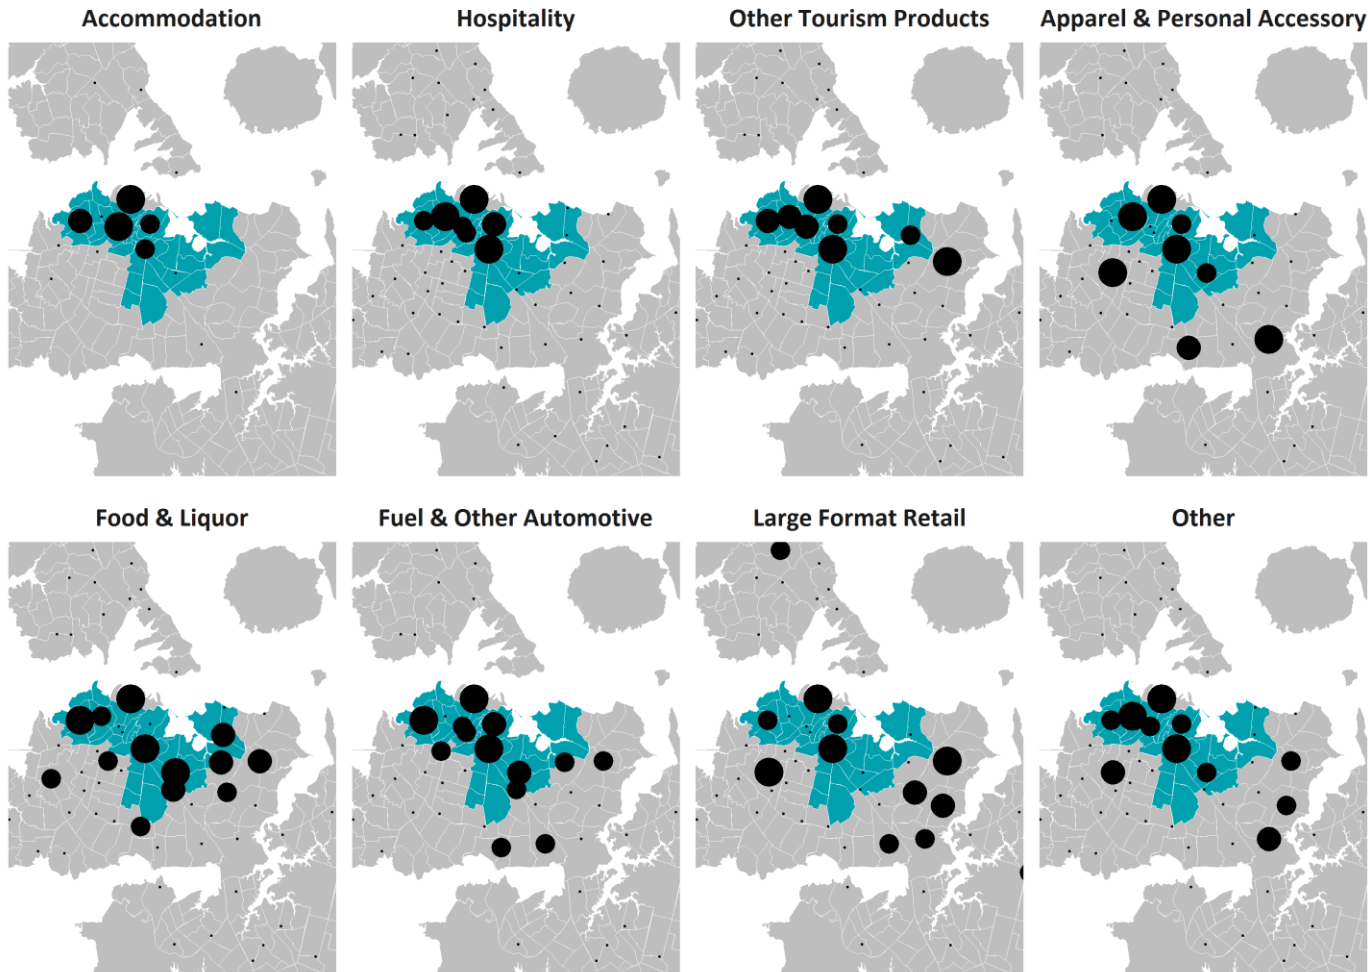 Accommodation
Hospitality
Other Tourism Products
Apparel & Personal Accessory
Food & Liquor
Fuel & Other Automotive
Large Format Retail
Other